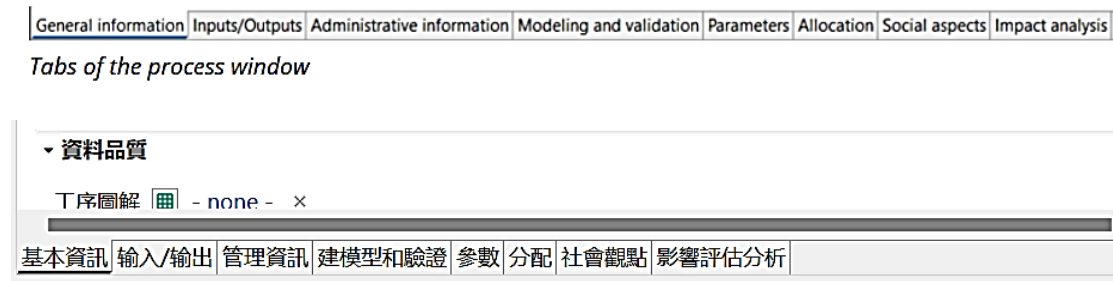 General information Inputs/Outputs Administrative information Modeling and validation Parameters Allocation Social aspects Impact analysis
Tabs of the process window
資料品質
工序圖解 - none - ×
基本資訊 输入/输出 管理資訊 建模型和驗證 參數 分配 社會觀點 影響評估分析